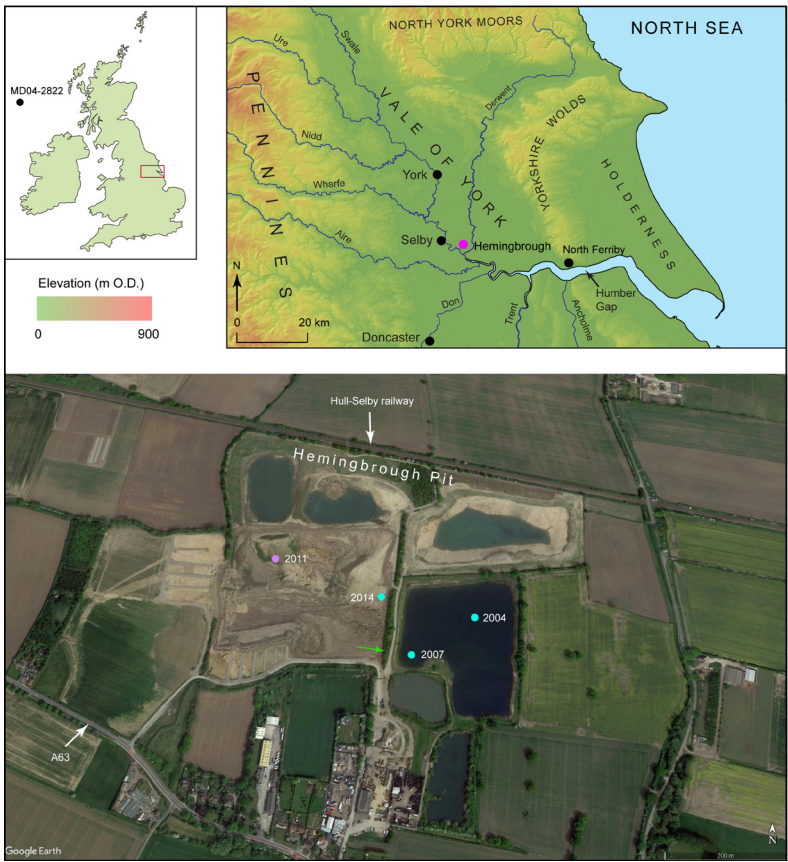 MD04-2822
NORTH YORK MOORS
NORTH SEA
Ure
Swale
Derwent
PENNINES
VALE OF YORK
YORKSHIRE WOLDS
HOLDERNESS
Nidd
York
Wharfe
Selby
Hemingbrough
North Ferriby
Aire
Humber
Gap
Don
Trent
Ancholme
Doncaster
N
0 20 km
Elevation (m O.D.)
0 900
Hull-Selby railway
Hemingbrough Pit
2011
2014
2004
2007
A63
Google Earth
N
200 m